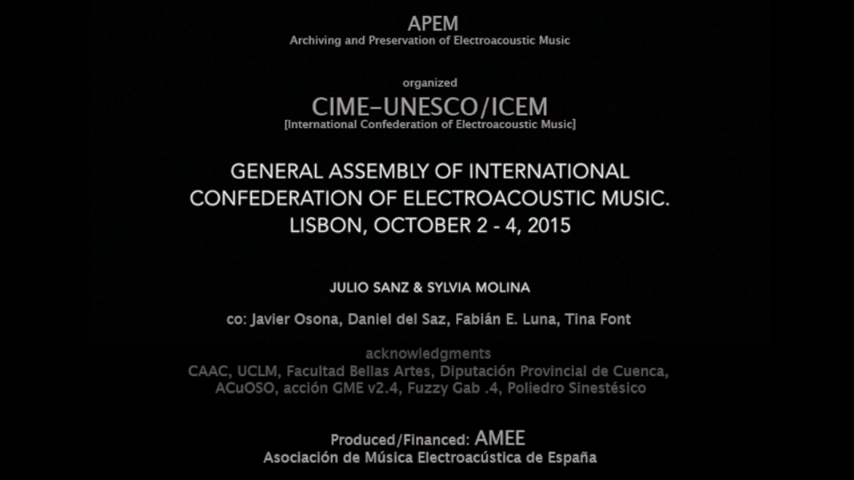 APEM
Archiving and Preservation of Electroacoustic Music
organized
CIME-UNESCO/ICEM
[International Confederation of Electroacoustic Music]
GENERAL ASSEMBLY OF INTERNATIONAL
CONFEDERATION OF ELECTROACOUSTIC MUSIC.
LISBON, OCTOBER 2 - 4, 2015
JULIO SANZ & SYLVIA MOLINA
co: Javier Osona, Daniel del Saz, Fabián E. Luna, Tina Font
acknowledgments
CAAC, UCLM, Facultad Bellas Artes, Diputación Provincial de Cuenca,
ACuOSO, acción GME v2.4, Fuzzy Gab .4, Poliedro Sinestésico
Produced/Financed: AMEE
Asociación de Música Electroacústica de España